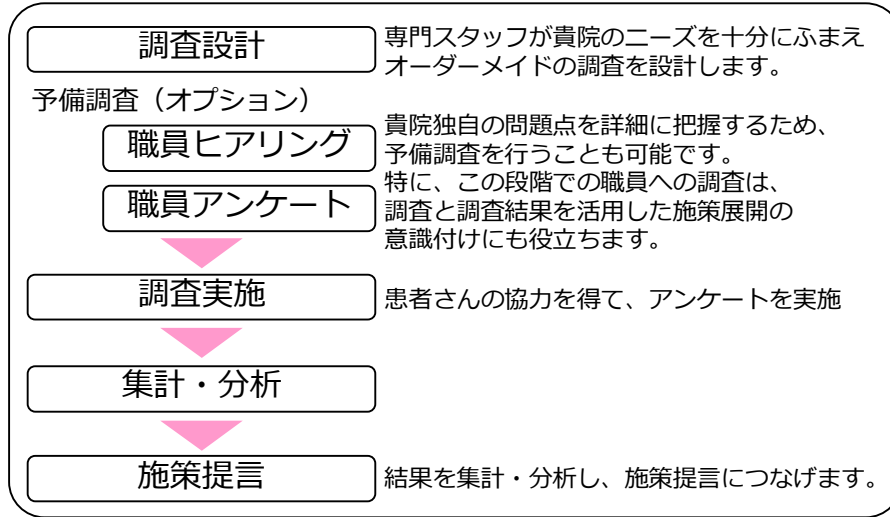 調査設計
専門スタッフが貴院のニーズを十分にふまえ
オーダーメイドの調査を設計します。
予備調査（オプション）
職員ヒアリング
職員アンケート
貴院独自の問題点を詳細に把握するため、
予備調査を行うことも可能です。
特に、この段階での職員への調査は、
調査と調査結果を活用した施策展開の
意識付けにも役立ちます。
調査実施
患者さんの協力を得て、アンケートを実施
集計・分析
施策提言
結果を集計・分析し、施策提言につなげます。